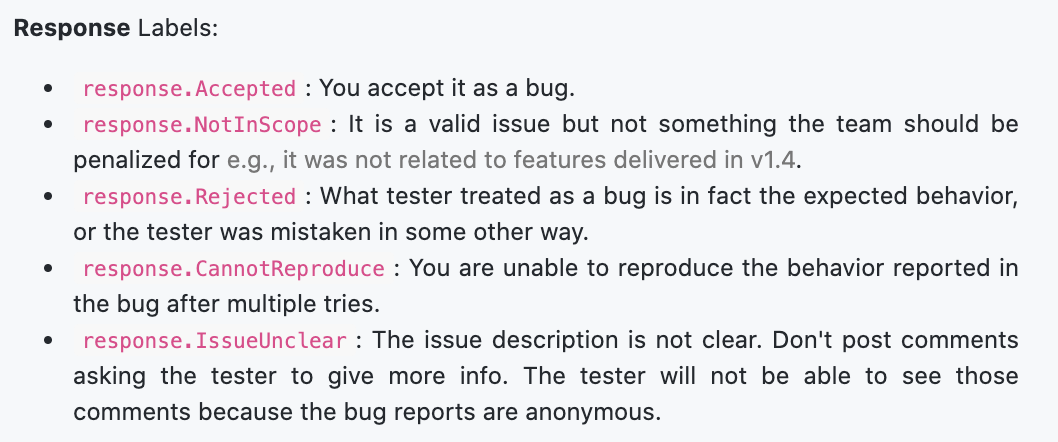 Response Labels:
• response.Accepted : You accept it as a bug.
• response.NotInScope : It is a valid issue but not something the team should be
penalized for e.g., it was not related to features delivered in v1.4.
• response.Rejected : What tester treated as a bug is in fact the expected behavior,
or the tester was mistaken in some other way.
• response.CannotReproduce : You are unable to reproduce the behavior reported in
the bug after multiple tries.
• response.IssueUnclear : The issue description is not clear. Don't post comments
asking the tester to give more info. The tester will not be able to see those
comments because the bug reports are anonymous.